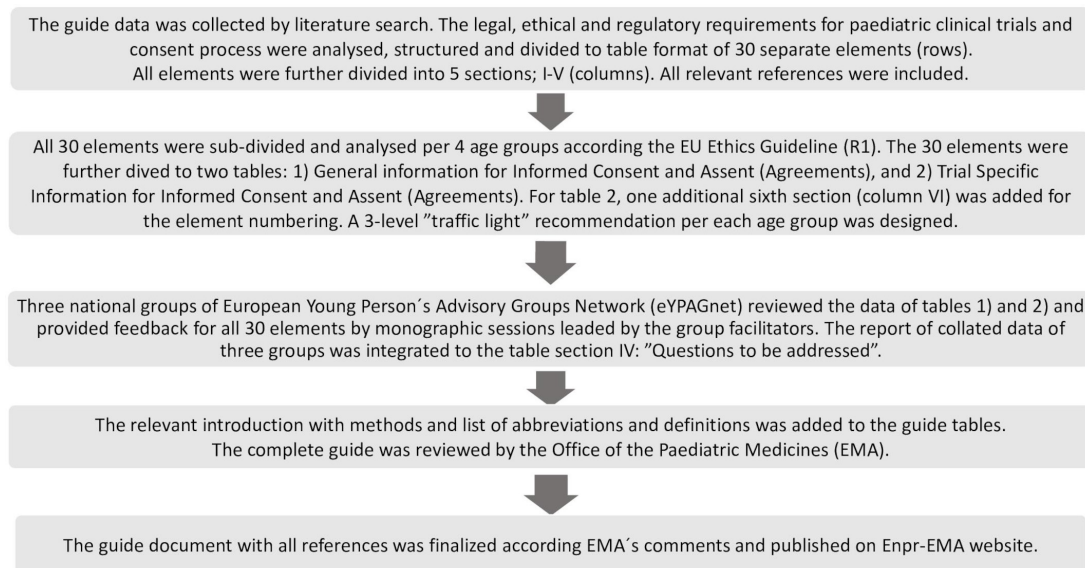 The guide data was collected by literature search. The legal, ethical and regulatory requirements for paediatric clinical trials and
consent process were analysed, structured and divided to table format of 30 separate elements (rows).
All elements were further divided into 5 sections; I-V (columns). All relevant references were included.
All 30 elements were sub-divided and analysed per 4 age groups according the EU Ethics Guideline (R1). The 30 elements were
further dived to two tables: 1) General information for Informed Consent and Assent (Agreements), and 2) Trial Specific
Information for Informed Consent and Assent (Agreements). For table 2, one additional sixth section (column VI) was added for
the element numbering. A 3-level ”traffic light” recommendation per each age group was designed.
Three national groups of European Young Person´s Advisory Groups Network (eYPAGnet) reviewed the data of tables 1) and 2) and
provided feedback for all 30 elements by monographic sessions leaded by the group facilitators. The report of collated data of
three groups was integrated to the table section IV: ”Questions to be addressed”.
The relevant introduction with methods and list of abbreviations and definitions was added to the guide tables.
The complete guide was reviewed by the Office of the Paediatric Medicines (EMA).
The guide document with all references was finalized according EMA´s comments and published on Enpr-EMA website.